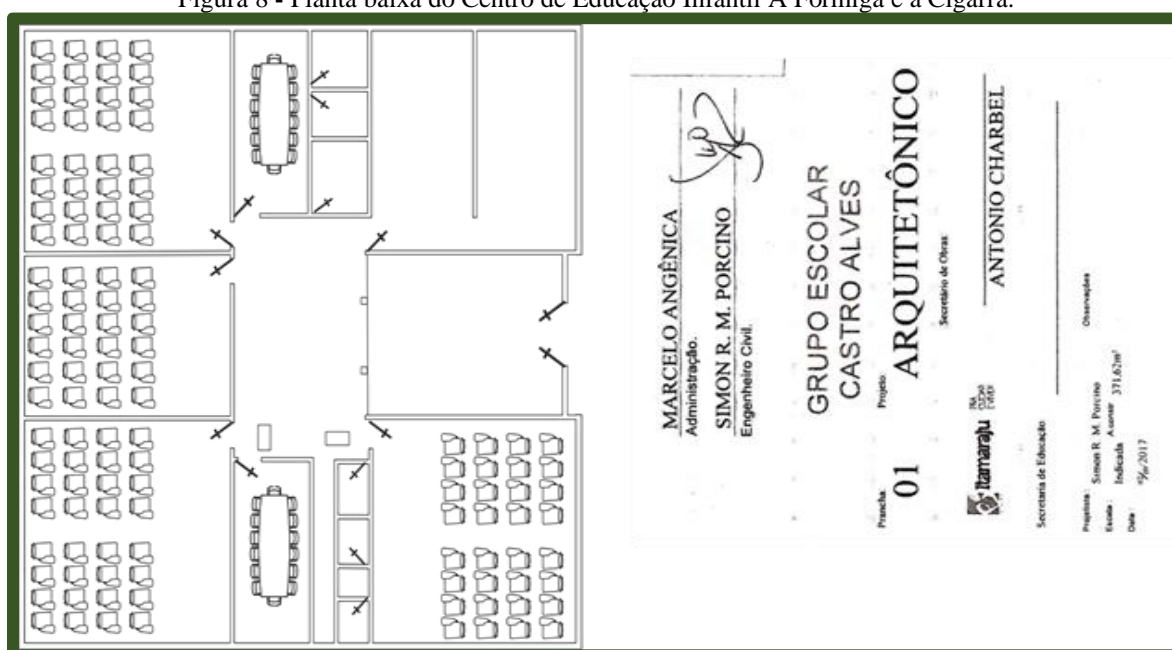 Figura 8 - Planta baixa do Centro de Educação Infantil A Formiga e a Cigarra.
MARCELO ANGÊNICA
Administração.
SIMON R. M. PORCINO
Engenheiro Civil.
GRUPO ESCOLAR
CASTRO ALVES
Prancha: Projeto:
01 ARQUITETÔNICO
Secretário de Obras:
Itamaraju
ANTONIO CHARBEL
Secretaria de Educação
Projetista : Simon R. M. Porcino Observações
Escala : Indicada A constr 371,62m²
Data : /2017